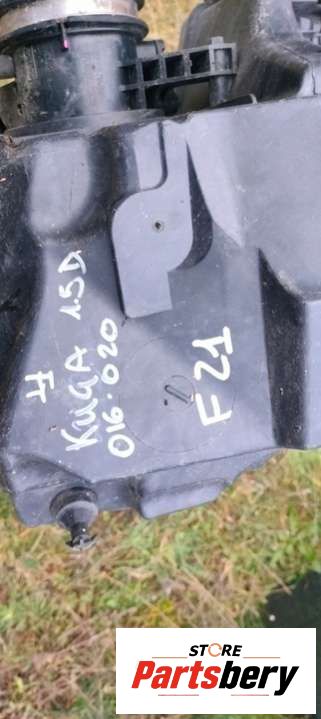 KUGA 1.5D
016-020
F21
STORE
Partsbery